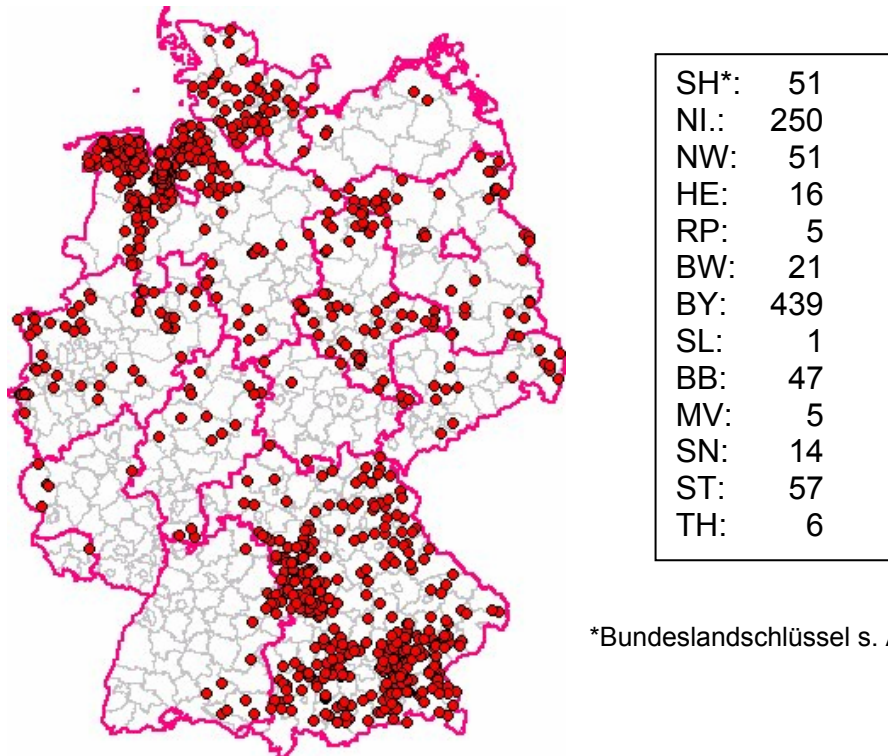 SH*: 51
NI.: 250
NW: 51
HE: 16
RP: 5
BW: 21
BY: 439
SL: 1
BB: 47
MV: 5
SN: 14
ST: 57
TH: 6
*Bundeslandschlüssel s.